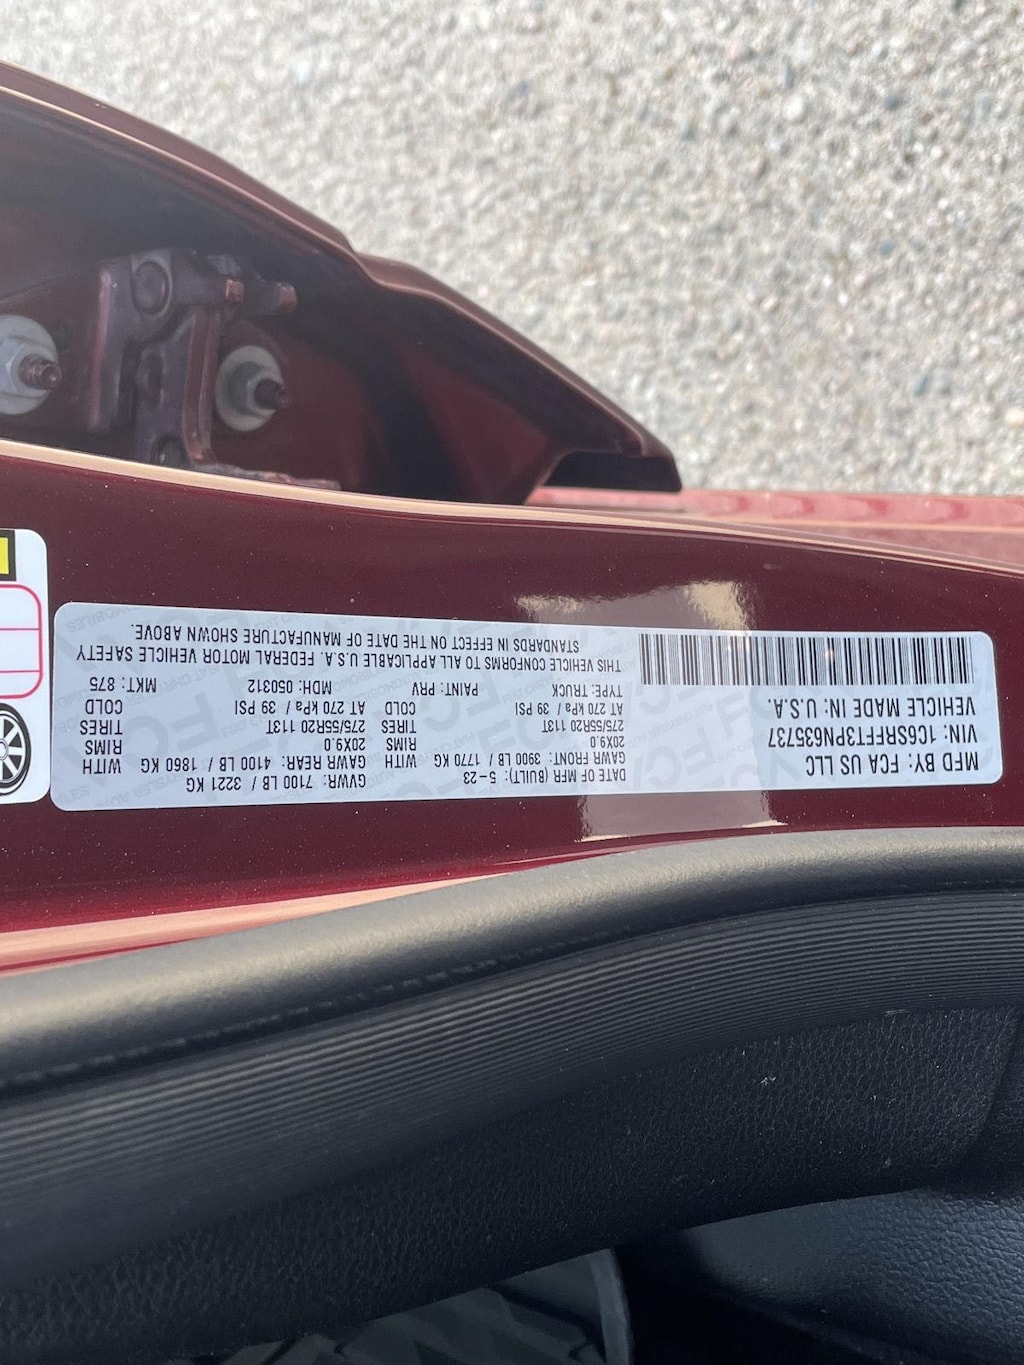 MFD BY: FCA US LLC
DATE OF MFR (BUILT): 5-23
GVWR: 7100 LB / 3221 KG
VIN: 1C6SRFFT3PN635737
GAWR FRONT: 3900 LB / 1770 KG
WITH
GAWR REAR: 4100 LB / 1860 KG
WITH
20X9.0
RIMS
20X9.0
RIMS
VEHICLE MADE IN: U.S.A.
275/55R20 113T
TIRES
275/55R20 113T
TIRES
AT 270 kPa / 39 PSI
COLD
AT 270 kPa / 39 PSI
COLD
TYPE: TRUCK
PAINT: PRV
MDH: 050312
MKT: 875
THIS VEHICLE CONFORMS TO ALL APPLICABLE U.S.A. FEDERAL MOTOR VEHICLE SAFETY
STANDARDS IN EFFECT ON THE DATE OF MANUFACTURE SHOWN ABOVE.